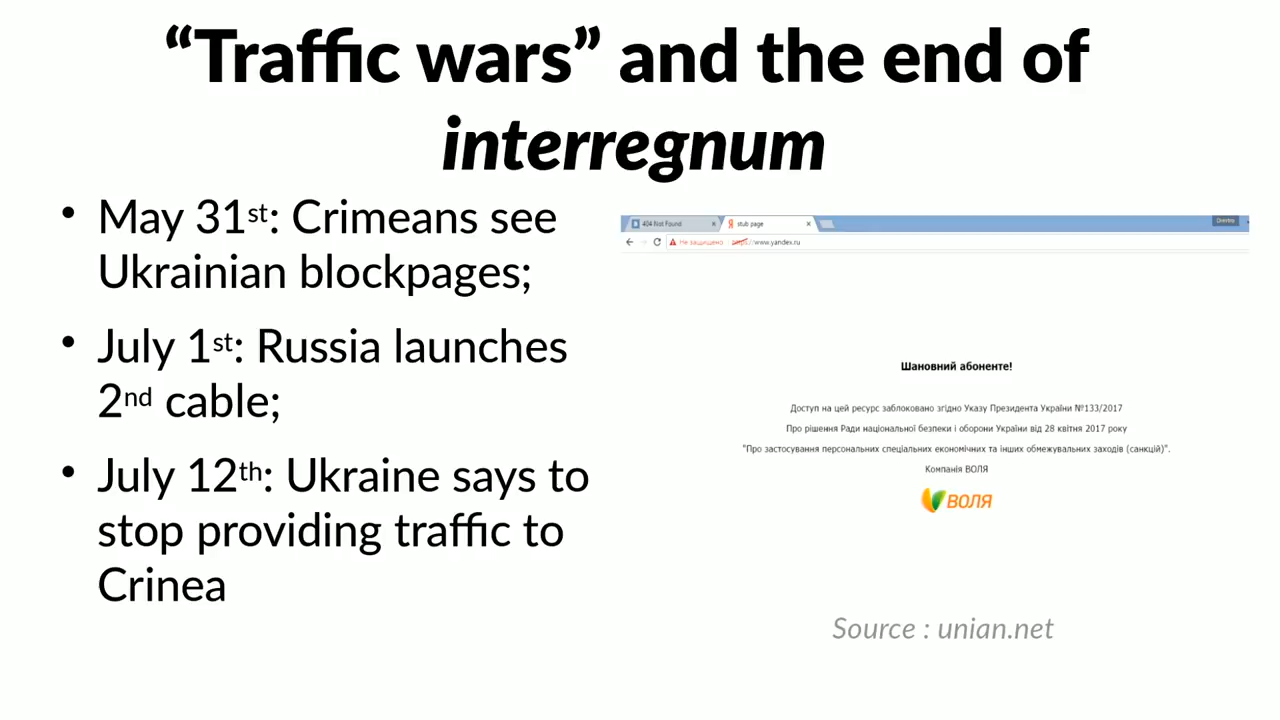 “Traffic wars” and the end of
interregnum
• May 31st: Crimeans see
Ukrainian blockpages;
• July 1st: Russia launches
2nd cable;
• July 12th: Ukraine says to
stop providing traffic to
Crinea
404 Not Found
stub page
Не защищено https://www.yandex.ru
Шановний абоненте!
Доступ на цей ресурс заблоковано згідно Указу Президента України №133/2017
Про рішення Ради національної безпеки і оборони України від 28 квітня 2017 року
"Про застосування персональних спеціальних економічних та інших обмежувальних заходів (санкцій)".
Компанія ВОЛЯ
ВОЛЯ
Source : unian.net